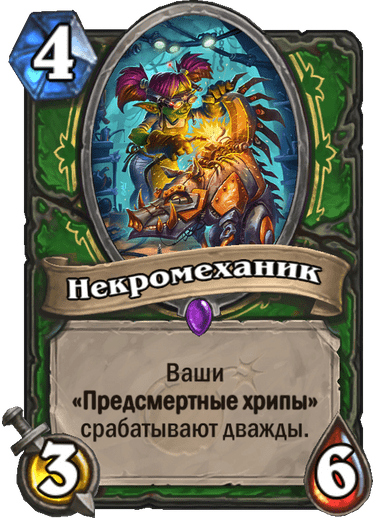 4
Некромеханик
Ваши
«Предсмертные хрипы»
срабатывают дважды.
3
6